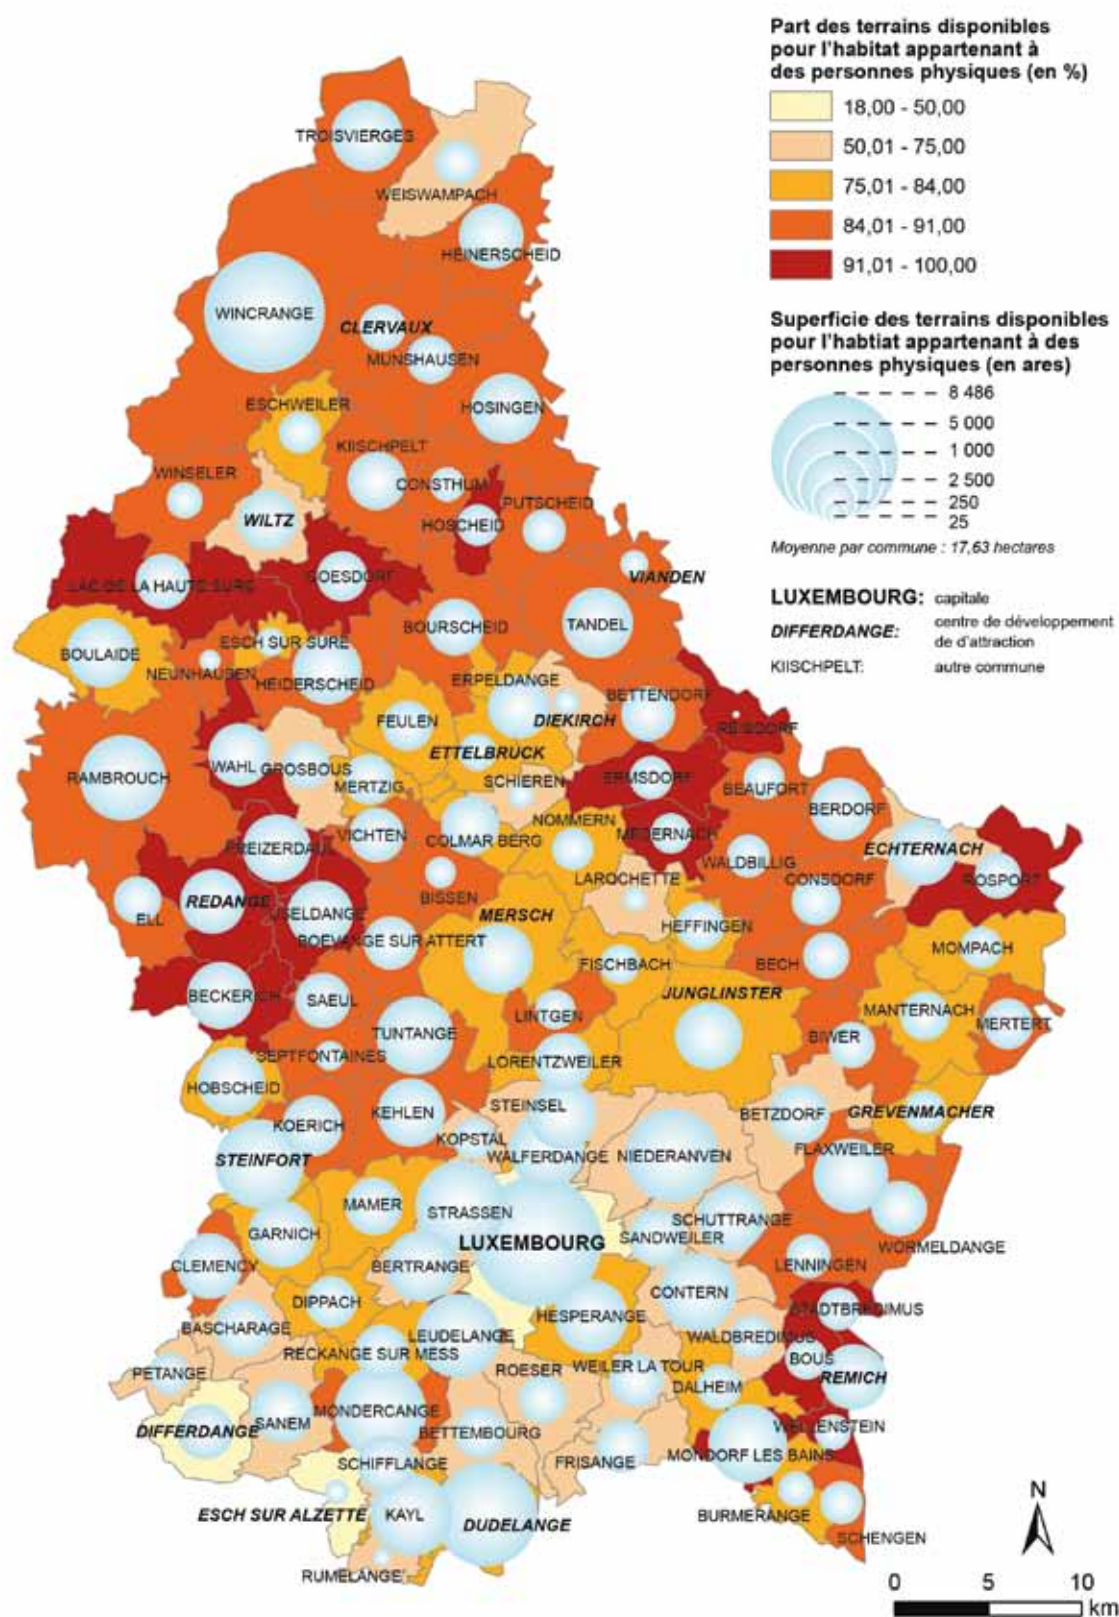 Part des terrains disponibles
pour l'habitat appartenant à
des personnes physiques (en %)
18,00 - 50,00
50,01 - 75,00
75,01 - 84,00
84,01 - 91,00
91,01 - 100,00
Superficie des terrains disponibles
pour l'habtiat appartenant à des
personnes physiques (en ares)
8 486
5 000
1 000
2 500
250
25
Moyenne par commune : 17,63 hectares
LUXEMBOURG: capitale
DIFFERDANGE: centre de développement
de d'attraction
KIISCHPELT: autre commune
TROISVIERGES
WEISWAMPACH
HEINERSCHEID
WINCRANGE
CLERVAUX
MUNSHAUSEN
ESCHWEILER
HOSINGEN
KIISCHPELT
WINSELER
CONSTHUM
PUTSCHEID
WILTZ
HOSCHEID
LAC DE LA HAUTE SURE
GOESDORF
VIANDEN
BOURSCHEID
TANDEL
BOULAIDE
ESCH SUR SURE
NEUNHAUSEN
HEIDERSCHEID
ERPELDANGE
BETTENDORF
FEULEN
DIEKIRCH
REISDORF
ETTELBRUCK
RAMBROUCH
WAHL
GROSBOUS
MERTZIG
SCHIEREN
ERMSDORF
BEAUFORT
BERDORF
NOMMERN
VICHTEN
COLMAR BERG
MEDERNACH
PREIZERDAUL
ECHTERNACH
WALDBILLIG
LAROCHETTE
CONSDORF
ROSPORT
BISSEN
REDANGE
USELDANGE
ELL
MERSCH
HEFFINGEN
BOEVANGE SUR ATTERT
MOMPACH
FISCHBACH
BECH
BECKERICH
SAEUL
JUNGLINSTER
LINTGEN
MANTERNACH
MERTERT
TUNTANGE
BIWER
SEPTFONTAINES
LORENTZWEILER
HOBSCHEID
STEINSEL
KEHLEN
BETZDORF
GREVENMACHER
KOERICH
KOPSTAL
WALFERDANGE
NIEDERANVEN
FLAXWEILER
STEINFORT
MAMER
STRASSEN
SCHUTTRANGE
GARNICH
LUXEMBOURG
SANDWEILER
WORMELDANGE
CLEMENCY
BERTRANGE
LENNINGEN
DIPPACH
CONTERN
STADTBREDIMUS
HESPERANGE
BASCHARAGE
LEUDELANGE
WALDBREDIMUS
RECKANGE SUR MESS
BOUS
PETANGE
ROESER
WEILER LA TOUR
REMICH
DALHEIM
MONDERCANGE
DIFFERDANGE
SANEM
WELLENSTEIN
BETTEMBOURG
MONDORF LES BAINS
SCHIFFLANGE
FRISANGE
ESCH SUR ALZETTE
KAYL
DUDELANGE
BURMERANGE
SCHENGEN
RUMELANGE
N
0 5 10
km